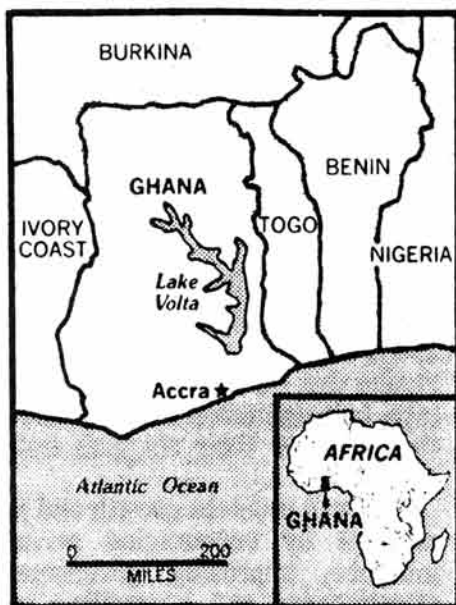 BURKINA
GHANA
BENIN
IVORY
COAST
TOGO
NIGERIA
Lake
Volta
Accra
Atlantic Ocean
0 200
MILES
AFRICA
GHANA